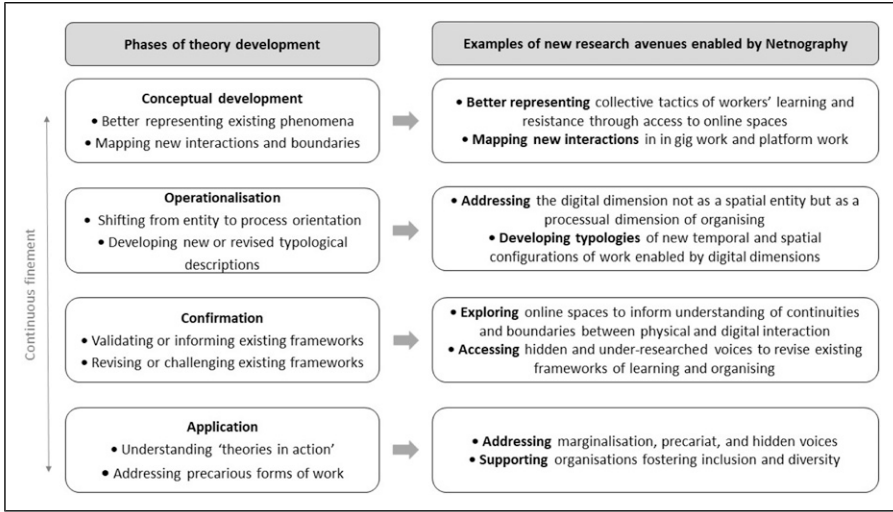 Phases of theory development
Examples of new research avenues enabled by Netnography
Continuous finement
Conceptual development
• Better representing existing phenomena
• Mapping new interactions and boundaries
• Better representing collective tactics of workers' learning and
resistance through access to online spaces
• Mapping new interactions in in gig work and platform work
Operationalisation
• Shifting from entity to process orientation
• Developing new or revised typological
descriptions
• Addressing the digital dimension not as a spatial entity but as a
processual dimension of organising
• Developing typologies of new temporal and spatial
configurations of work enabled by digital dimensions
Confirmation
• Validating or informing existing frameworks
• Revising or challenging existing frameworks
• Exploring online spaces to inform understanding of continuities
and boundaries between physical and digital interaction
• Accessing hidden and under-researched voices to revise existing
frameworks of learning and organising
Application
• Understanding 'theories in action'
• Addressing precarious forms of work
• Addressing marginalisation, precariat, and hidden voices
• Supporting organisations fostering inclusion and diversity